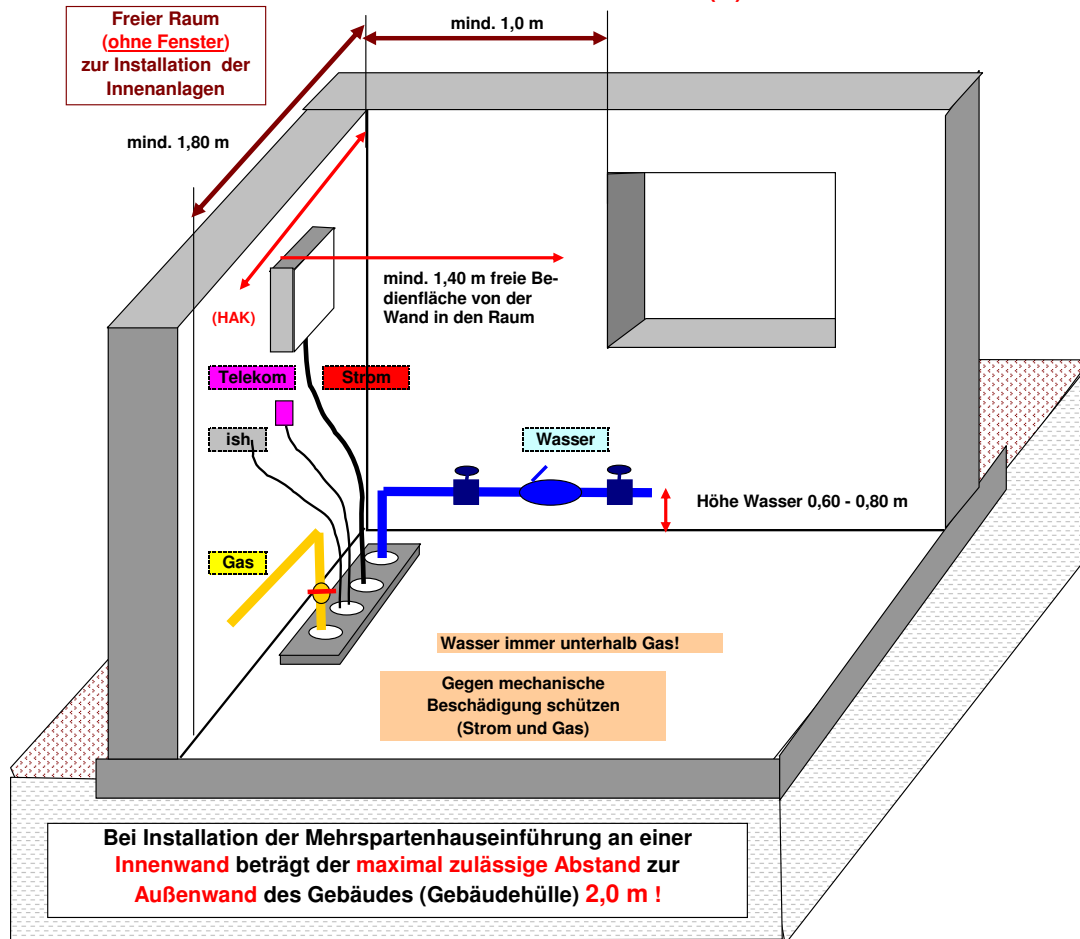 Freier Raum
(ohne Fenster)
zur Installation der
Innenanlagen
mind. 1,0 m
mind. 1,80 m
mind. 1,40 m freie Be-
dienfläche von der
Wand in den Raum
(HAK)
Telekom
Strom
ish
Wasser
Höhe Wasser 0,60 - 0,80 m
Gas
Wasser immer unterhalb Gas!
Gegen mechanische
Beschädigung schützen
(Strom und Gas)
Bei Installation der Mehrspartenhauseinführung an einer
Innenwand beträgt der maximal zulässige Abstand zur
Außenwand des Gebäudes (Gebäudehülle) 2,0 m !